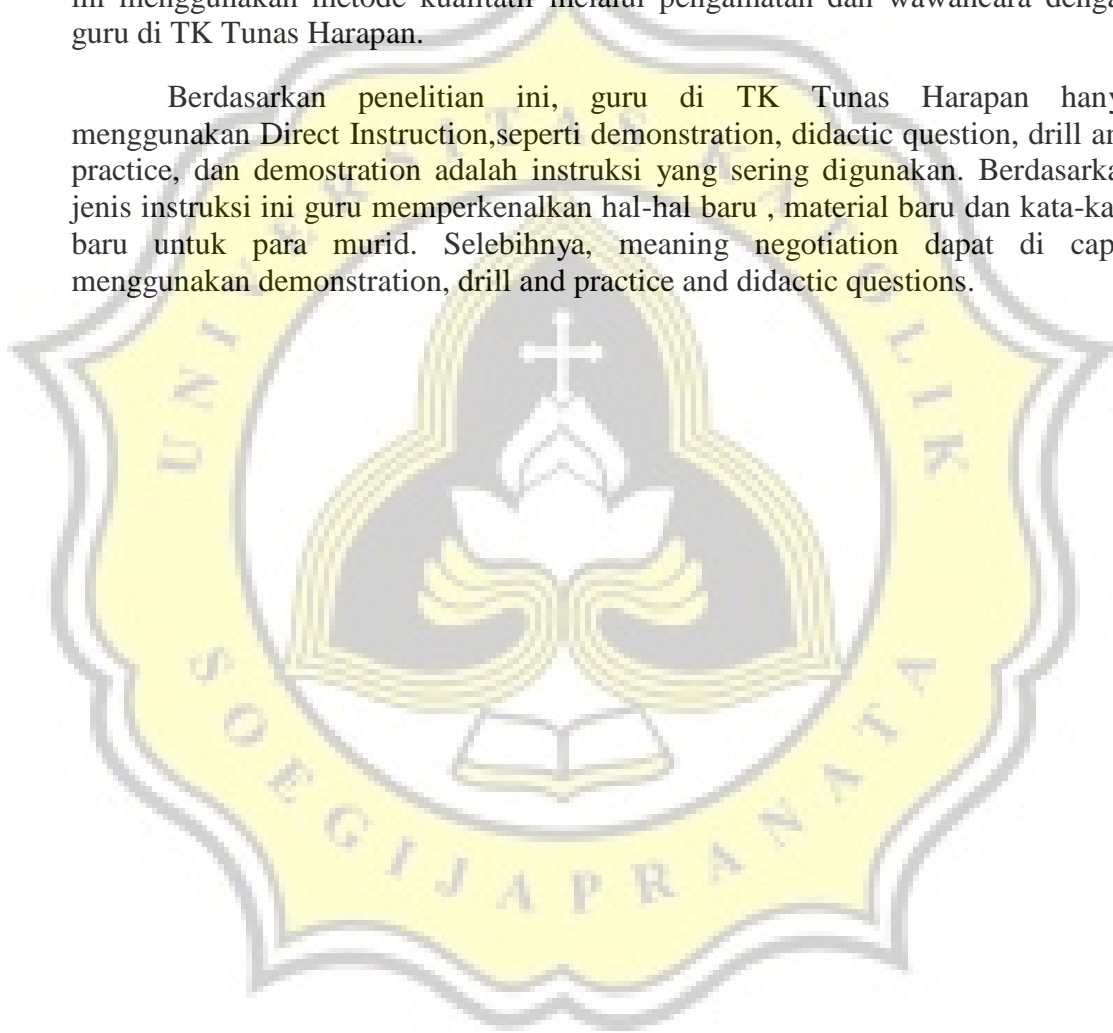 ini menggunakan metode kualitatif melalui pengamatan dan wawancara denga
guru di TK Tunas Harapan.
Berdasarkan penelitian ini, guru di TK Tunas Harapan hany
menggunakan Direct Instruction,seperti demonstration, didactic question, drill an
practice, dan demostration adalah instruksi yang sering digunakan. Berdasarka
jenis instruksi ini guru memperkenalkan hal-hal baru , material baru dan kata-ka
baru untuk para murid. Selebihnya, meaning negotiation dapat di cap
menggunakan demonstration, drill and practice and didactic questions.
UNIVERSITAS KATOLIK
SOEGIJAPRANATA